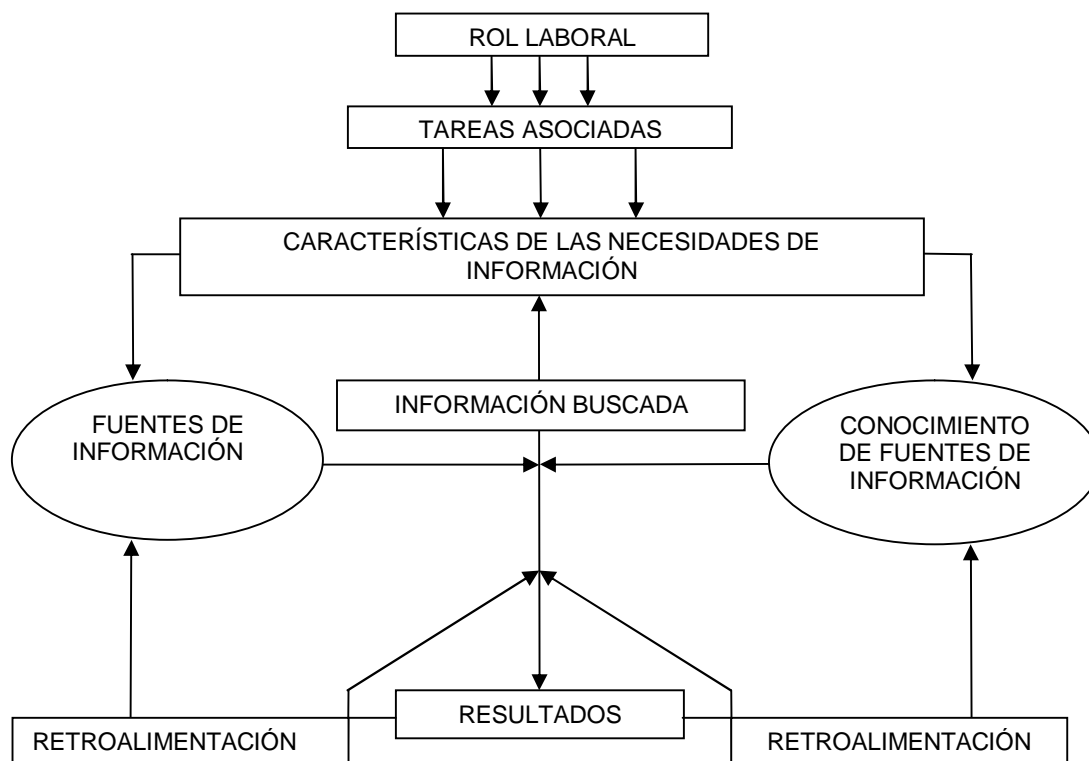 ROL LABORAL
TAREAS ASOCIADAS
CARACTERÍSTICAS DE LAS NECESIDADES DE
INFORMACIÓN
INFORMACIÓN BUSCADA
FUENTES DE
INFORMACIÓN
CONOCIMIENTO
DE FUENTES DE
INFORMACIÓN
RESULTADOS
RETROALIMENTACIÓN
RETROALIMENTACIÓN